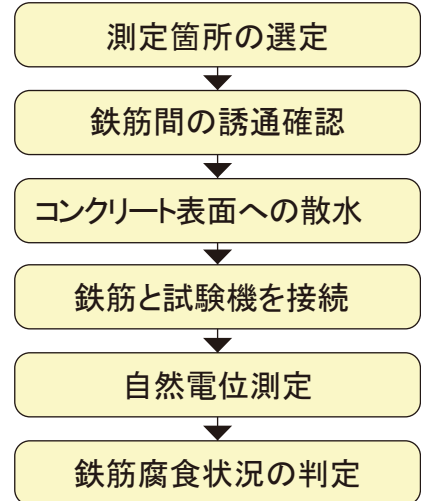 測定箇所の選定
鉄筋間の誘通確認
コンクリート表面への散水
鉄筋と試験機を接続
自然電位測定
鉄筋腐食状況の判定